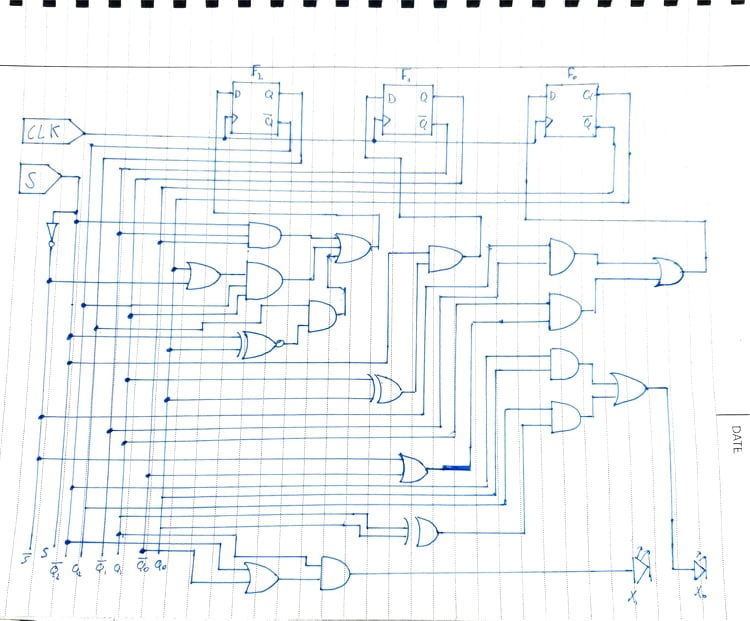 F₂ F₁ F₀
D Q D Q D Q
Q̅ Q̅ Q̅
CLK
S
DATE
S̅ S Q̅₂ Q₂ Q̅₁ Q₁ Q̅₀ Q₀
X₁ X₀